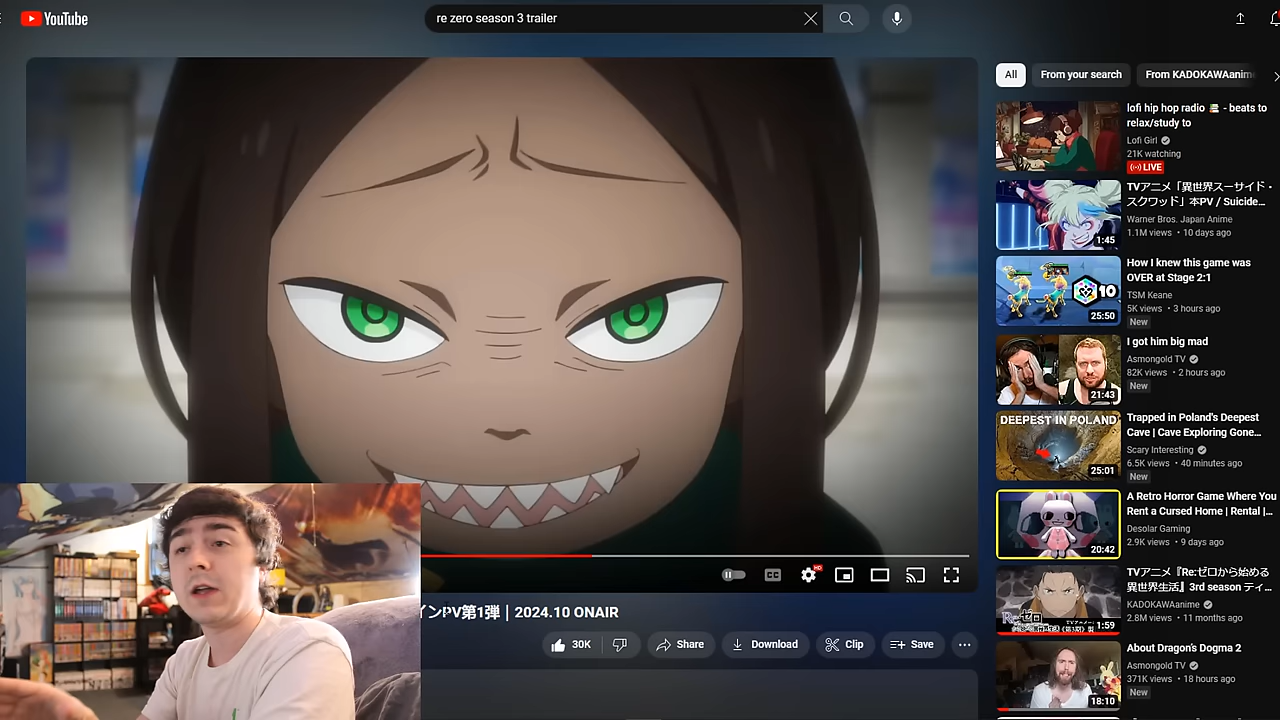 YouTube
re zero season 3 trailer
All
From your search
From KADOKAWAanim
lofi hip hop radio 📚 - beats to
relax/study to
Lofi Girl
21K watching
LIVE
TVアニメ「異世界スーサイド・
スクワッド」本PV / Suicide...
Warner Bros. Japan Anime
1.1M views • 10 days ago
1:45
How I knew this game was
OVER at Stage 2:1
TSM Keane
5K views • 3 hours ago
New
10
25:50
I got him big mad
Asmongold TV
82K views • 2 hours ago
New
21:43
DEEPEST IN POLAND
Trapped in Poland's Deepest
Cave | Cave Exploring Gone...
Scary Interesting
6.5K views • 40 minutes ago
New
25:01
A Retro Horror Game Where You
Rent a Cursed Home | Rental |...
Desolar Gaming
2.9K views • 9 days ago
20:42
TVアニメ『Re:ゼロから始める
異世界生活』3rd season ティ...
KADOKAWAanime
2.8M views • 11 months ago
1:59
About Dragon's Dogma 2
Asmongold TV
371K views • 18 hours ago
New
18:10
CC
HD
インPV第1弾｜2024.10 ONAIR
30K
Share
Download
Clip
Save